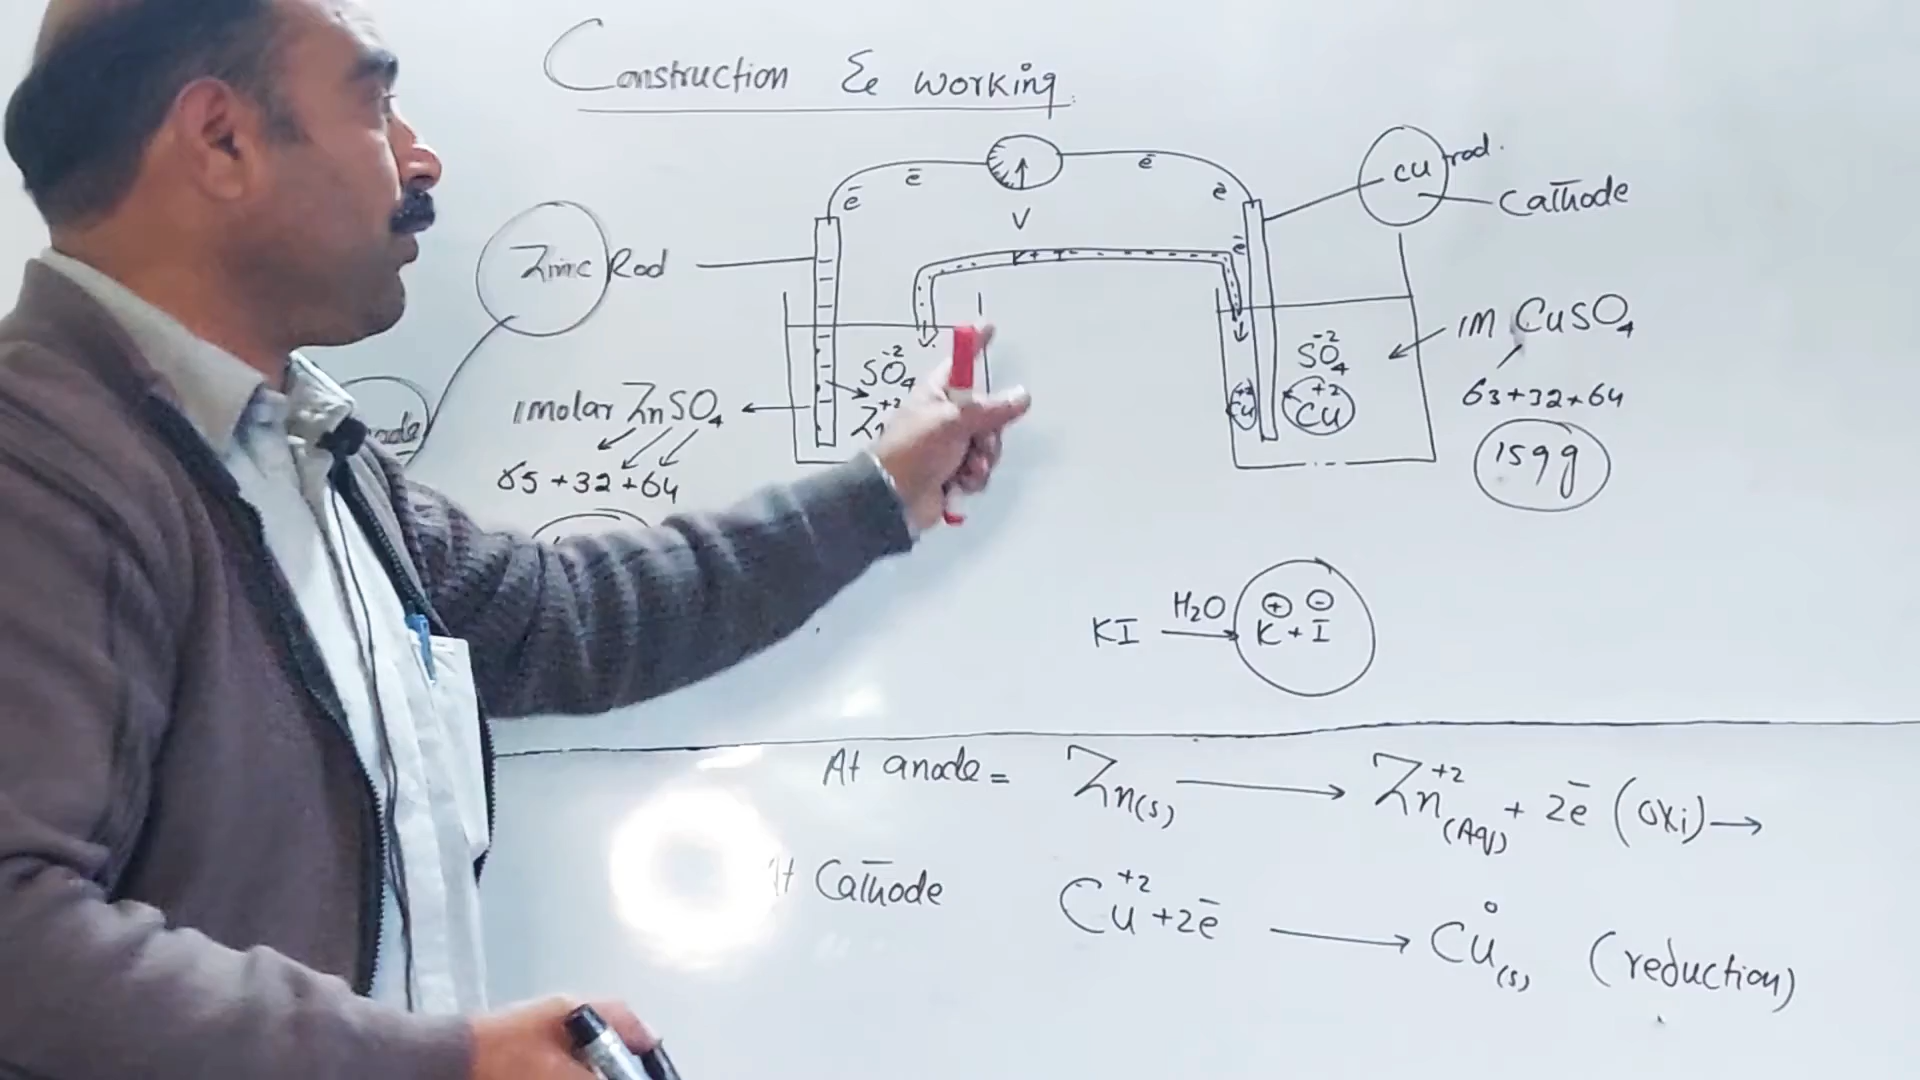 Construction & working
e⁻ e⁻ e⁻ e⁻ e⁻
V
Cu rod.
Cathode
Zinc Rod
K + I
1M CuSO₄
63+32+64
159g
SO₄⁻²
Cu⁺² Cu⁺²
SO₄⁻²
1molar ZnSO₄
65+32+64
KI H₂O K + I
⊕ ⊖
At anode = Zn(s) → Zn⁺²(Aq) + 2e⁻ (oxi) →
Cathode Cu⁺² + 2e⁻ → Cu⁰(s) (reduction)